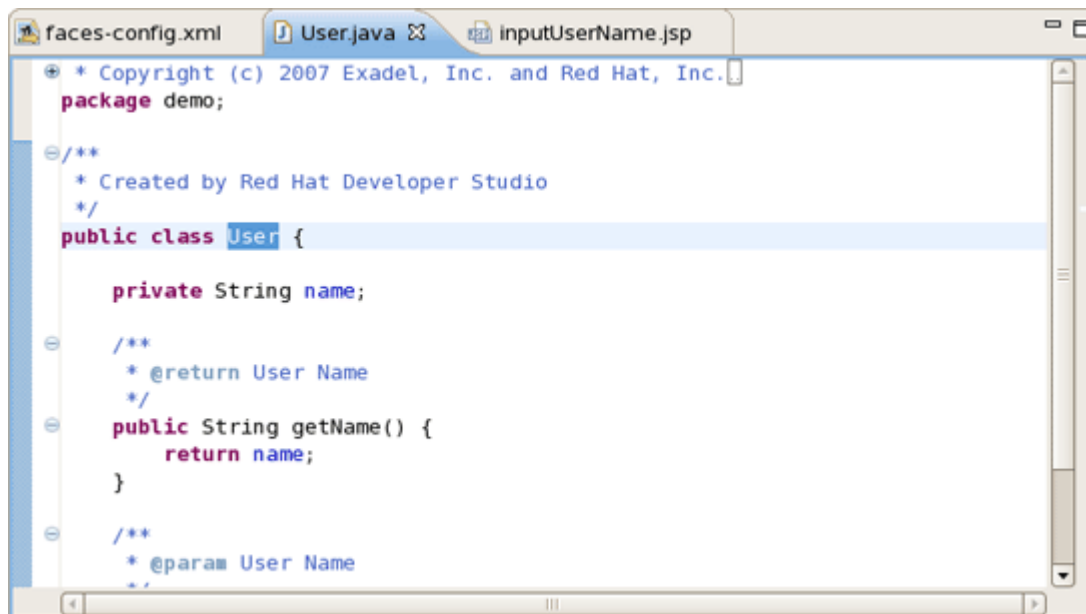 faces-config.xml User.java inputUserName.jsp
* Copyright (c) 2007 Exadel, Inc. and Red Hat, Inc.
package demo;
/**
* Created by Red Hat Developer Studio
*/
public class User {
private String name;
/**
* @return User Name
*/
public String getName() {
return name;
}
/**
* @param User Name
*/